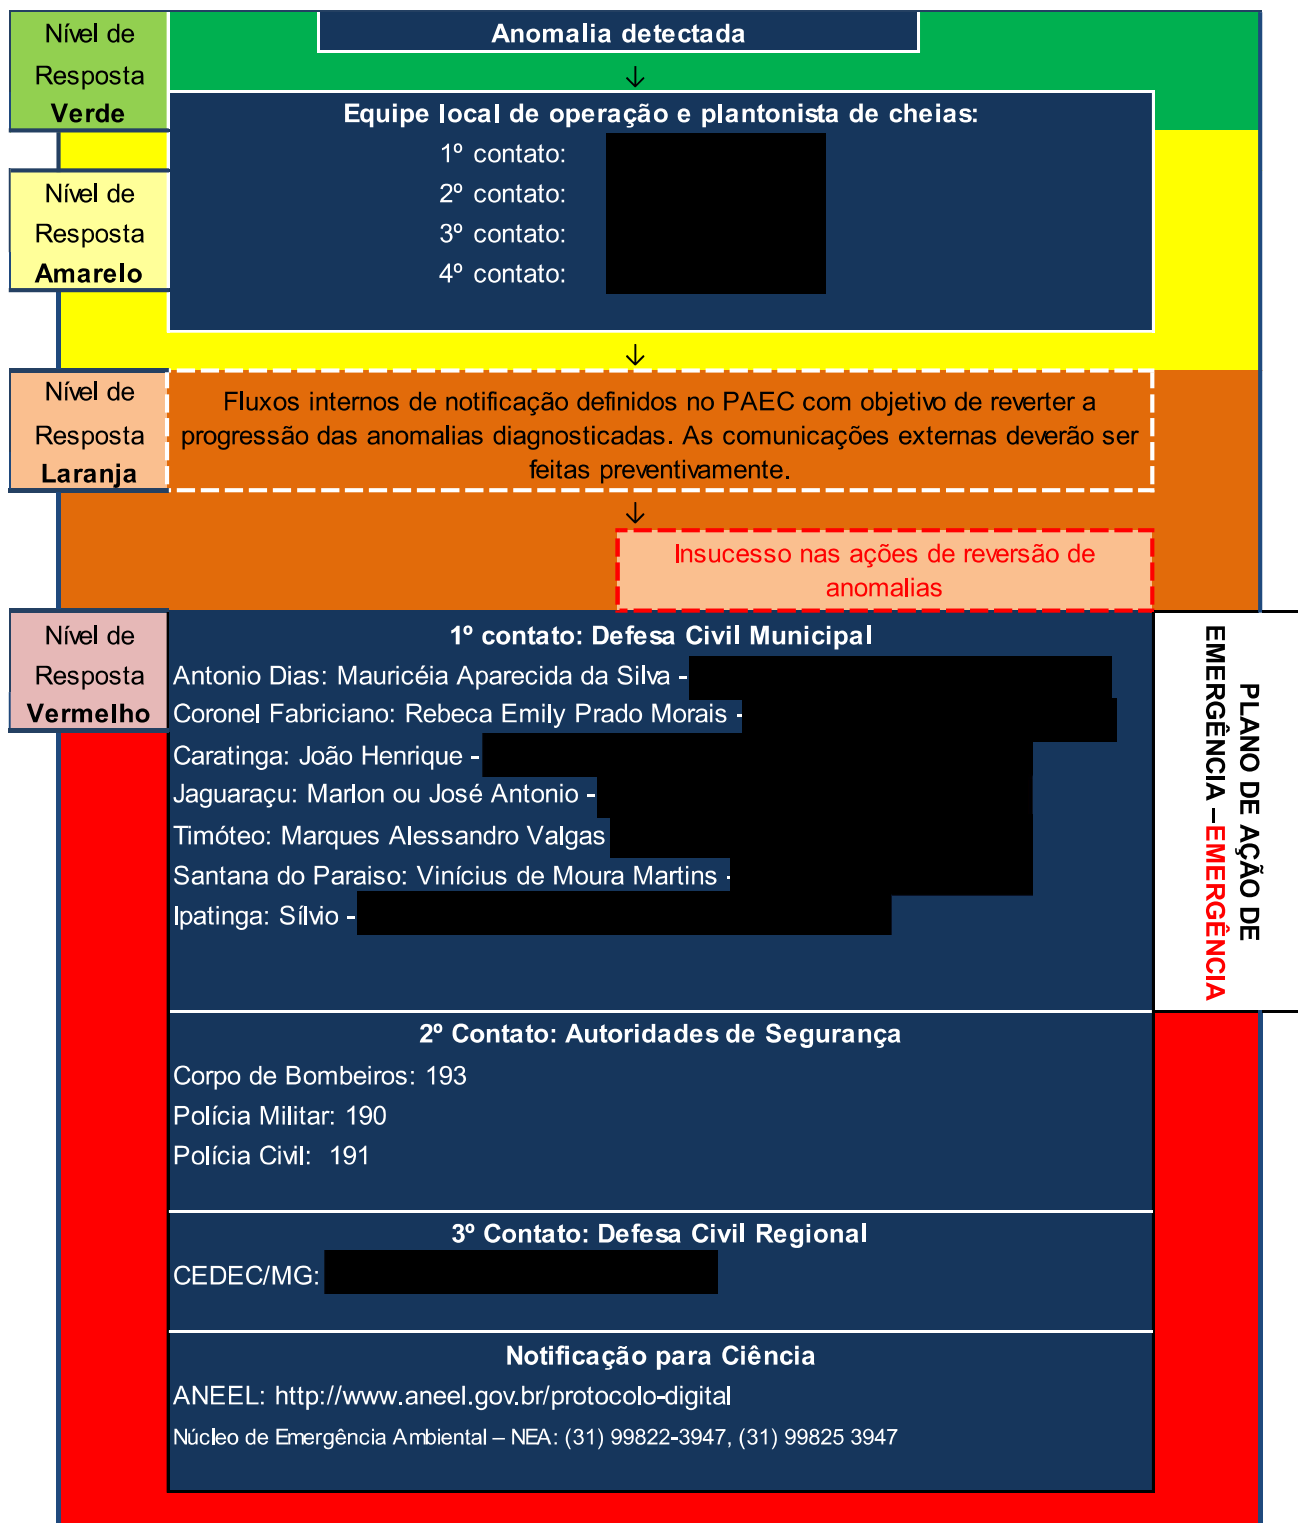 Nível de
Resposta
Verde
Anomalia detectada
↓
Equipe local de operação e plantonista de cheias:
1º contato:
2º contato:
3º contato:
4º contato:
Nível de
Resposta
Amarelo
↓
Nível de
Resposta
Laranja
Fluxos internos de notificação definidos no PAEC com objetivo de reverter a
progressão das anomalias diagnosticadas. As comunicações externas deverão ser
feitas preventivamente.
↓
Insucesso nas ações de reversão de
anomalias
Nível de
Resposta
Vermelho
1º contato: Defesa Civil Municipal
Antonio Dias: Mauricéia Aparecida da Silva -
Coronel Fabriciano: Rebeca Emily Prado Morais -
Caratinga: João Henrique -
Jaguaraçu: Marlon ou José Antonio -
Timóteo: Marques Alessandro Valgas
Santana do Paraiso: Vinícius de Moura Martins -
Ipatinga: Sílvio -
PLANO DE AÇÃO DE
EMERGÊNCIA –EMERGÊNCIA
2º Contato: Autoridades de Segurança
Corpo de Bombeiros: 193
Polícia Militar: 190
Polícia Civil: 191
3º Contato: Defesa Civil Regional
CEDEC/MG:
Notificação para Ciência
ANEEL: http://www.aneel.gov.br/protocolo-digital
Núcleo de Emergência Ambiental – NEA: (31) 99822-3947, (31) 99825 3947